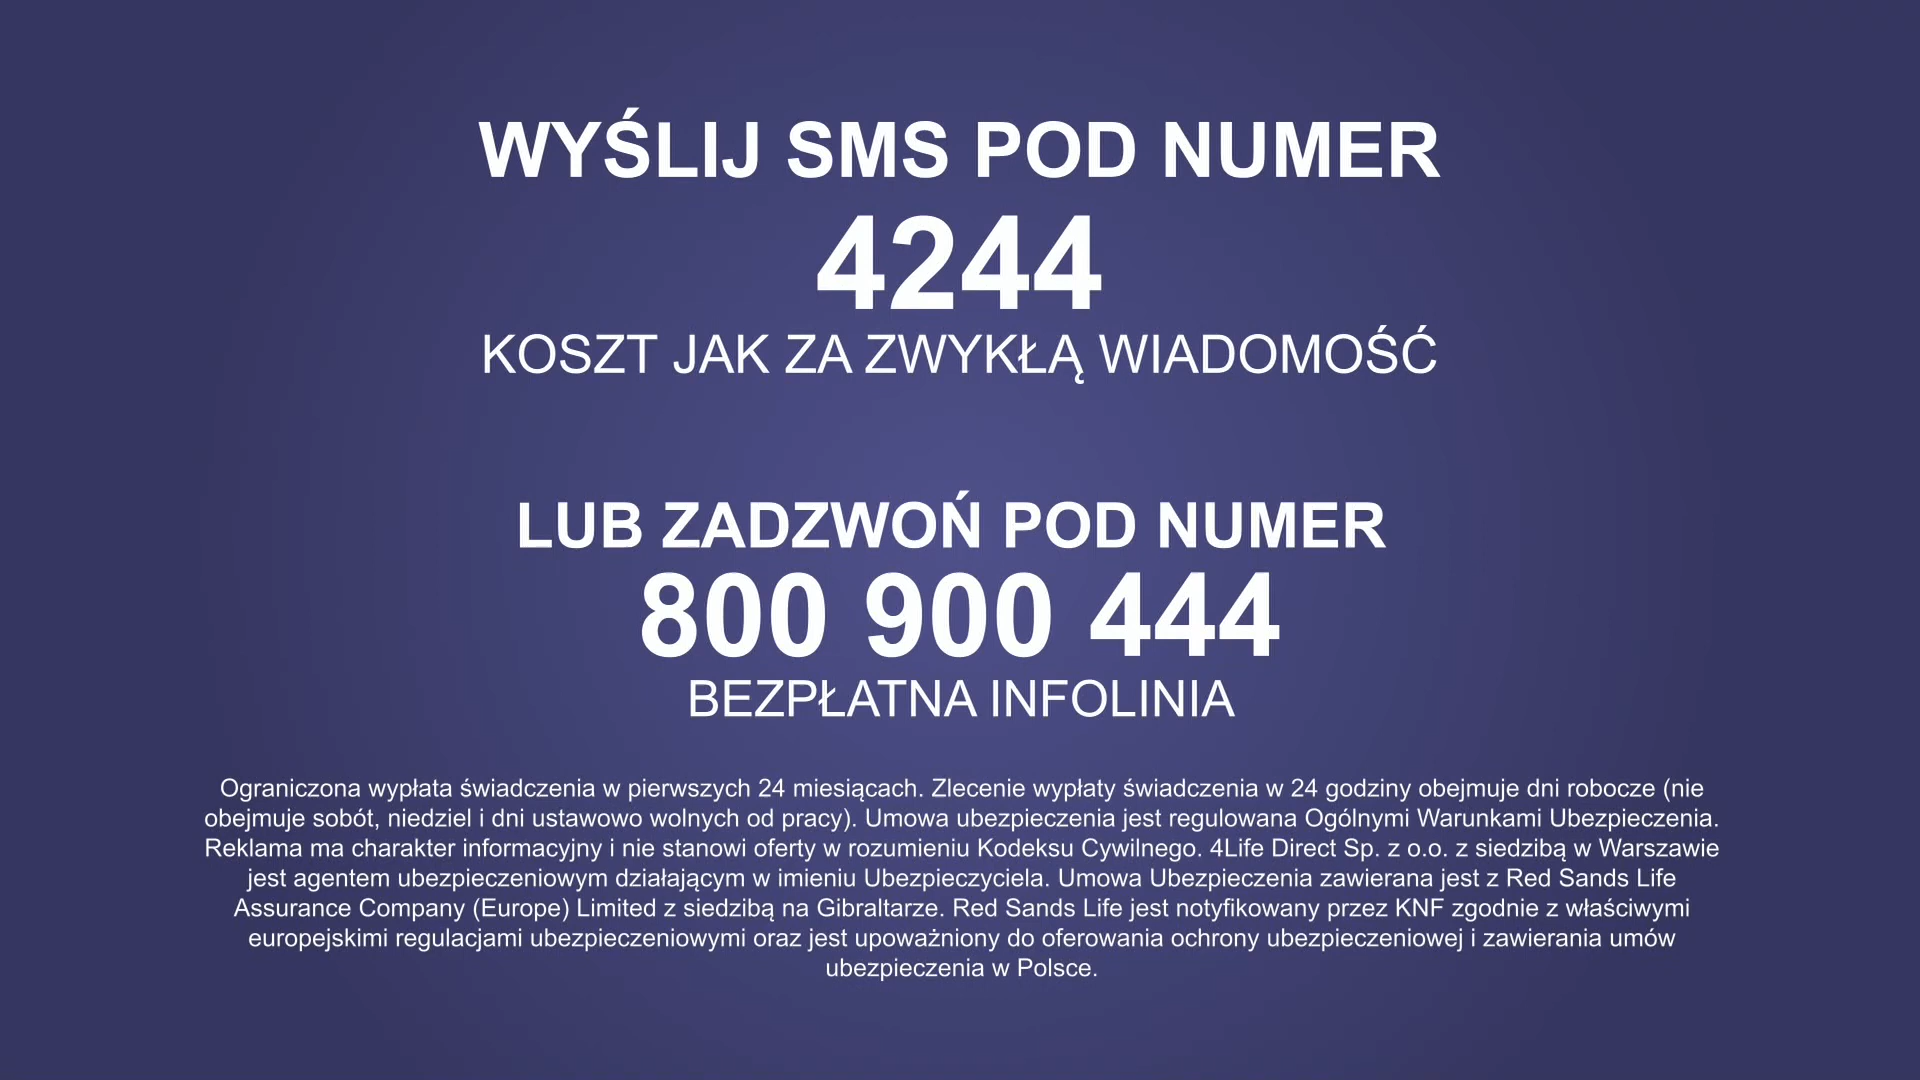 WYŚLIJ SMS POD NUMER
4244
KOSZT JAK ZA ZWYKŁĄ WIADOMOŚĆ
LUB ZADZWOŃ POD NUMER
800 900 444
BEZPŁATNA INFOLINIA
Ograniczona wypłata świadczenia w pierwszych 24 miesiącach. Zlecenie wypłaty świadczenia w 24 godziny obejmuje dni robocze (nie
obejmuje sobót, niedziel i dni ustawowo wolnych od pracy). Umowa ubezpieczenia jest regulowana Ogólnymi Warunkami Ubezpieczenia.
Reklama ma charakter informacyjny i nie stanowi oferty w rozumieniu Kodeksu Cywilnego. 4Life Direct Sp. z o.o. z siedzibą w Warszawie
jest agentem ubezpieczeniowym działającym w imieniu Ubezpieczyciela. Umowa Ubezpieczenia zawierana jest z Red Sands Life
Assurance Company (Europe) Limited z siedzibą na Gibraltarze. Red Sands Life jest notyfikowany przez KNF zgodnie z właściwymi
europejskimi regulacjami ubezpieczeniowymi oraz jest upoważniony do oferowania ochrony ubezpieczeniowej i zawierania umów
ubezpieczenia w Polsce.